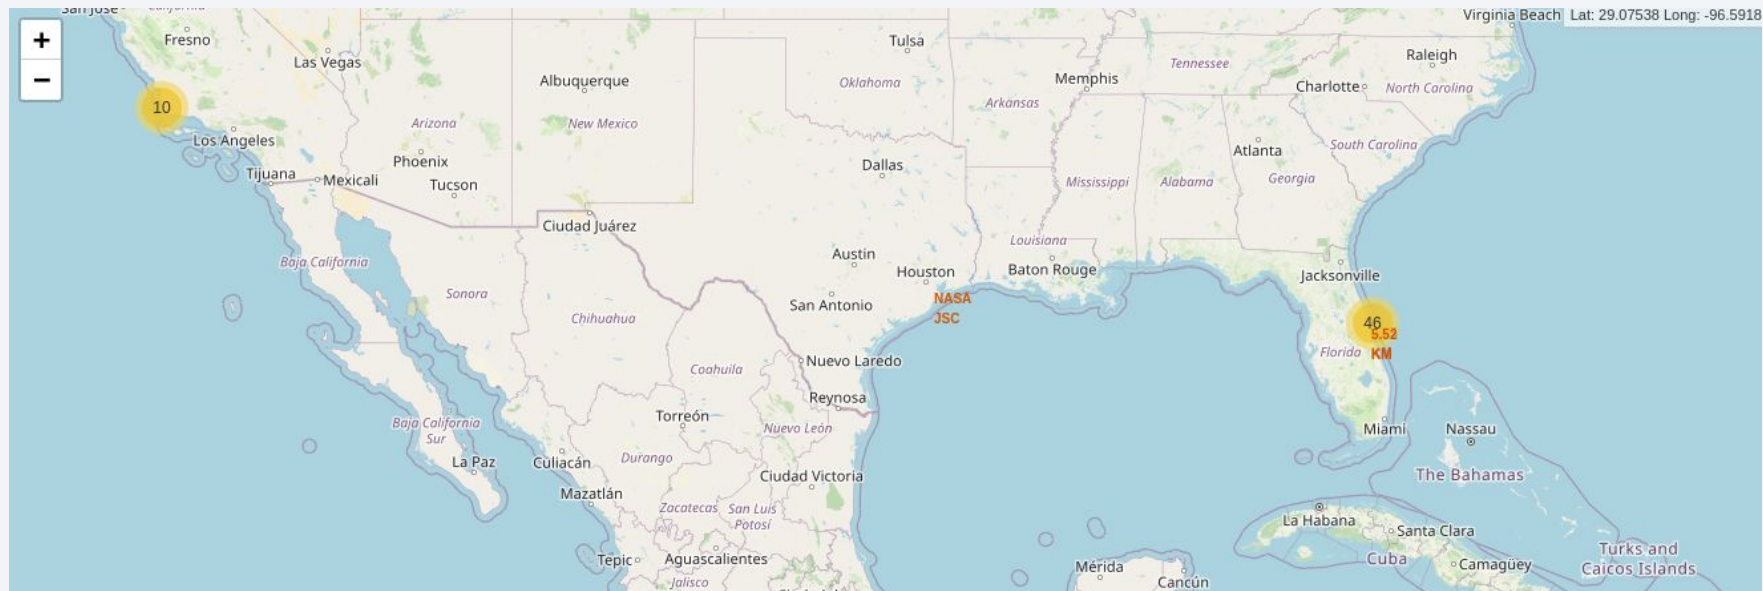 San Jose
California
Virginia Beach
Lat: 29.07538 Long: -96.5918
+
Fresno
Tulsa
Raleigh
Las Vegas
Tennessee
−
Albuquerque
Oklahoma
Memphis
Charlotte
North Carolina
10
Arkansas
Arizona
New Mexico
Los Angeles
South Carolina
Atlanta
Phoenix
Dallas
Tijuana
Mexicali
Tucson
Mississippi
Alabama
Georgia
Ciudad Juárez
Louisiana
Austin
Baja California
Houston
Baton Rouge
Jacksonville
Sonora
NASA
JSC
San Antonio
Chihuahua
46
5.52
KM
Florida
Nuevo Laredo
Coahuila
Reynosa
Torreón
Baja California
Sur
Nuevo León
Miami
Nassau
Durango
La Paz
Culiacán
Ciudad Victoria
The Bahamas
Mazatlán
Zacatecas
San Luis
Potosí
La Habana
Santa Clara
Tepic
Aguascalientes
Turks and
Caicos Islands
Cuba
Camagüey
Mérida
Jalisco
Cancún